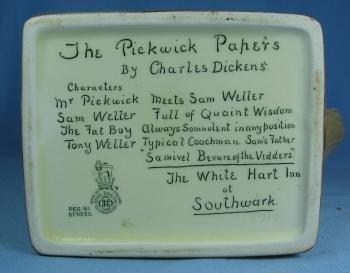 The Pickwick Papers
By Charles Dickens.
Characters
Mr Pickwick Meets Sam Weller
Sam Weller Full of Quaint Wisdom
The Fat Boy Always Somnolent in any position
Tony Weller Typical Coachman. Sam's Father
"Samivel Beware of the Vidders"
The White Hart Inn
at
Southwark.
REG No